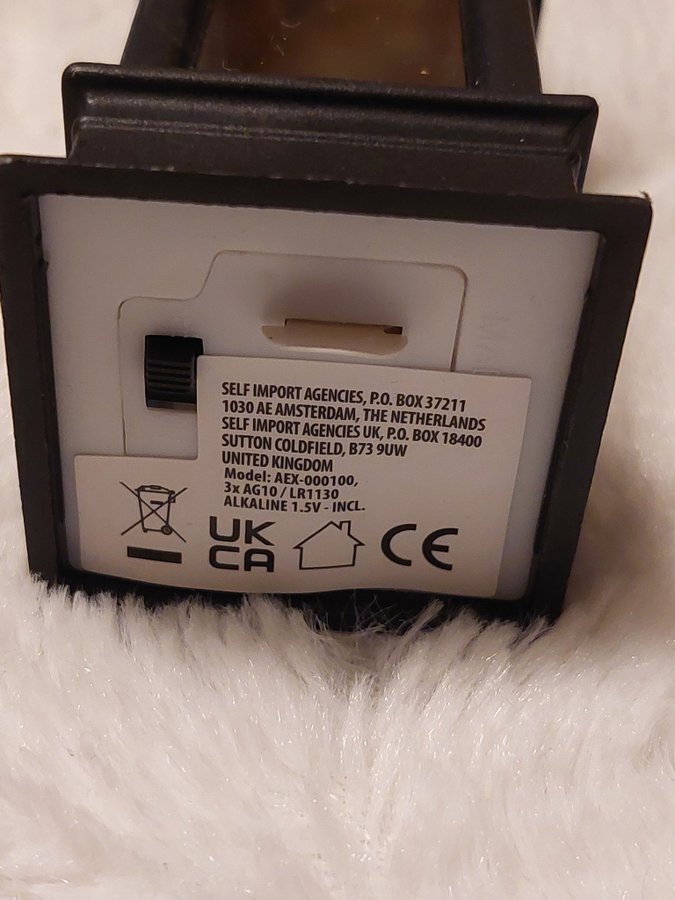 SELF IMPORT AGENCIES, P.O. BOX 37211
1030 AE AMSTERDAM, THE NETHERLANDS
SELF IMPORT AGENCIES UK, P.O. BOX 18400
SUTTON COLDFIELD, B73 9UW
UNITED KINGDOM
Model: AEX-000100,
3x AG10 / LR1130
ALKALINE 1.5V - INCL.
UK
CA
CE